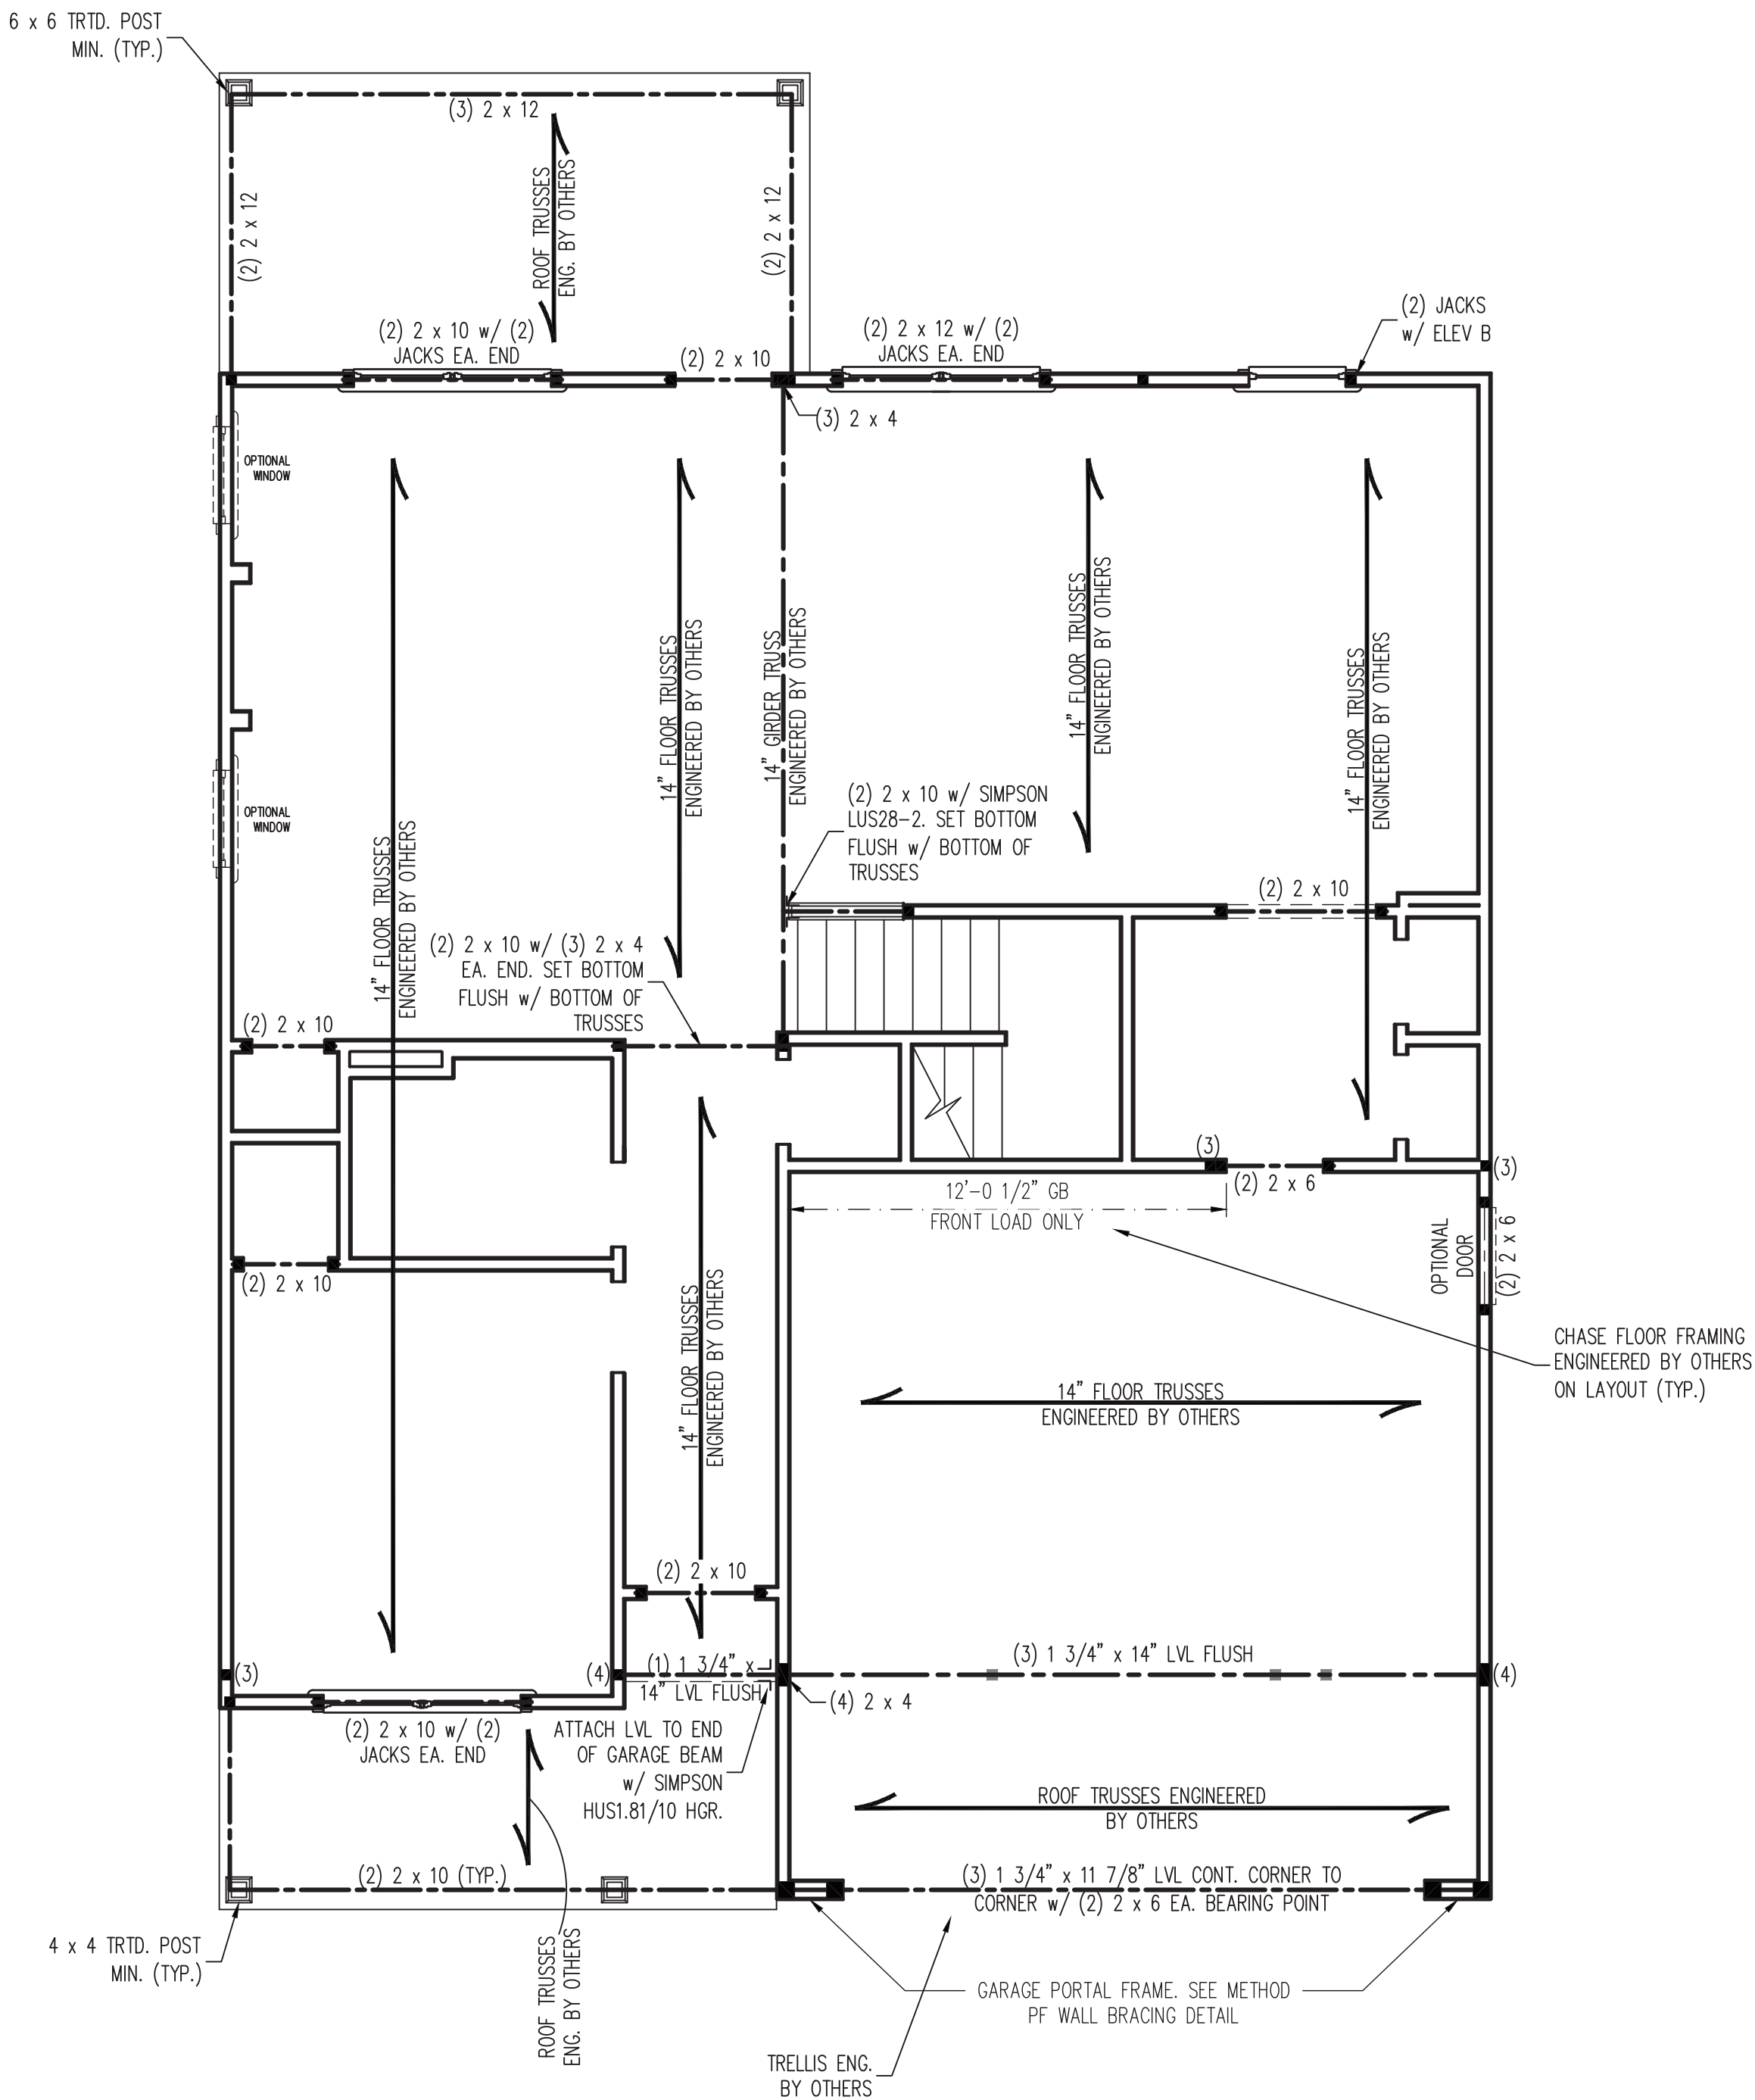 6 x 6 TRTD. POST
MIN. (TYP.)
(3) 2 x 12
(2) 2 x 12
ROOF TRUSSES
ENG. BY OTHERS
(2) 2 x 12
(2) 2 x 10 w/ (2)
JACKS EA. END
(2) 2 x 10
(2) 2 x 12 w/ (2)
JACKS EA. END
(2) JACKS
w/ ELEV B
(3) 2 x 4
OPTIONAL
WINDOW
14" FLOOR TRUSSES
ENGINEERED BY OTHERS
14" FLOOR TRUSSES
ENGINEERED BY OTHERS
14" GIRDER TRUSS
ENGINEERED BY OTHERS
14" FLOOR TRUSSES
ENGINEERED BY OTHERS
14" FLOOR TRUSSES
ENGINEERED BY OTHERS
OPTIONAL
WINDOW
(2) 2 x 10 w/ SIMPSON
LUS28-2. SET BOTTOM
FLUSH w/ BOTTOM OF
TRUSSES
(2) 2 x 10
(2) 2 x 10 w/ (3) 2 x 4
EA. END. SET BOTTOM
FLUSH w/ BOTTOM OF
TRUSSES
(2) 2 x 10
(3)
(3)
(2) 2 x 6
12'-0 1/2" GB
FRONT LOAD ONLY
OPTIONAL
DOOR
(2) 2 x 6
(2) 2 x 10
14" FLOOR TRUSSES
ENGINEERED BY OTHERS
CHASE FLOOR FRAMING
ENGINEERED BY OTHERS
ON LAYOUT (TYP.)
14" FLOOR TRUSSES
ENGINEERED BY OTHERS
(2) 2 x 10
(3)
(4)
(1) 1 3/4" x
14" LVL FLUSH
(3) 1 3/4" x 14" LVL FLUSH
(4)
(4) 2 x 4
(2) 2 x 10 w/ (2)
JACKS EA. END
ATTACH LVL TO END
OF GARAGE BEAM
w/ SIMPSON
HUS1.81/10 HGR.
ROOF TRUSSES ENGINEERED
BY OTHERS
(2) 2 x 10 (TYP.)
(3) 1 3/4" x 11 7/8" LVL CONT. CORNER TO
CORNER w/ (2) 2 x 6 EA. BEARING POINT
4 x 4 TRTD. POST
MIN. (TYP.)
ROOF TRUSSES
ENG. BY OTHERS
GARAGE PORTAL FRAME. SEE METHOD
PF WALL BRACING DETAIL
TRELLIS ENG.
BY OTHERS